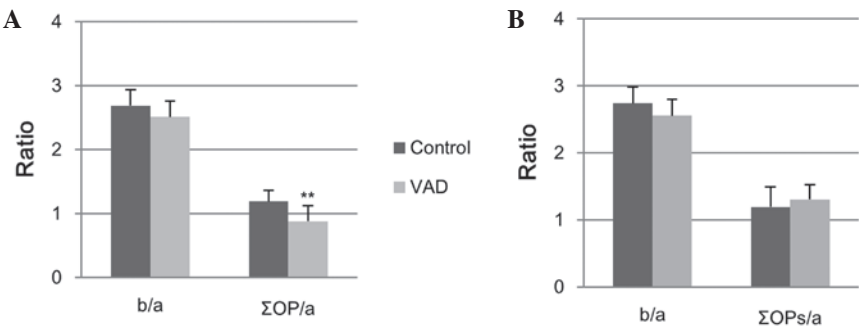 A
4
3
2
1
0
Ratio
**
b/a
ΣOP/a
Control
VAD
B
4
3
2
1
0
Ratio
b/a
ΣOPs/a